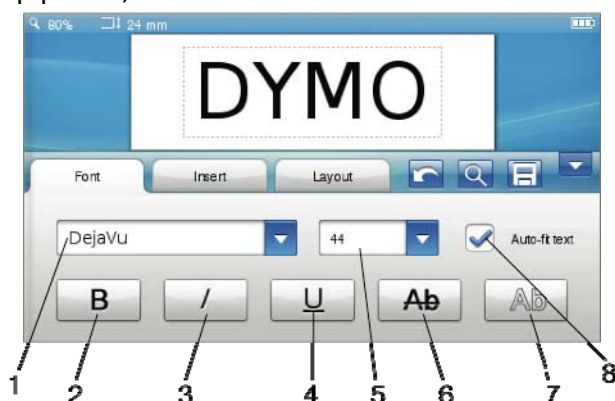 80% 24 mm
DYMO
Font Insert Layout
DejaVu 44 Auto-fit text
B I U Ab Ab
1 2 3 4 5 6 7 8